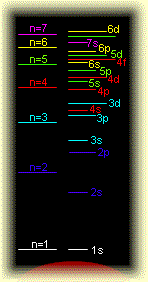 6d
n=7
7s
n=6
6p
5d
n=5
6s
4f
5p
n=4
5s
4d
4p
3d
4s
n=3
3p
3s
2p
n=2
2s
n=1
1s